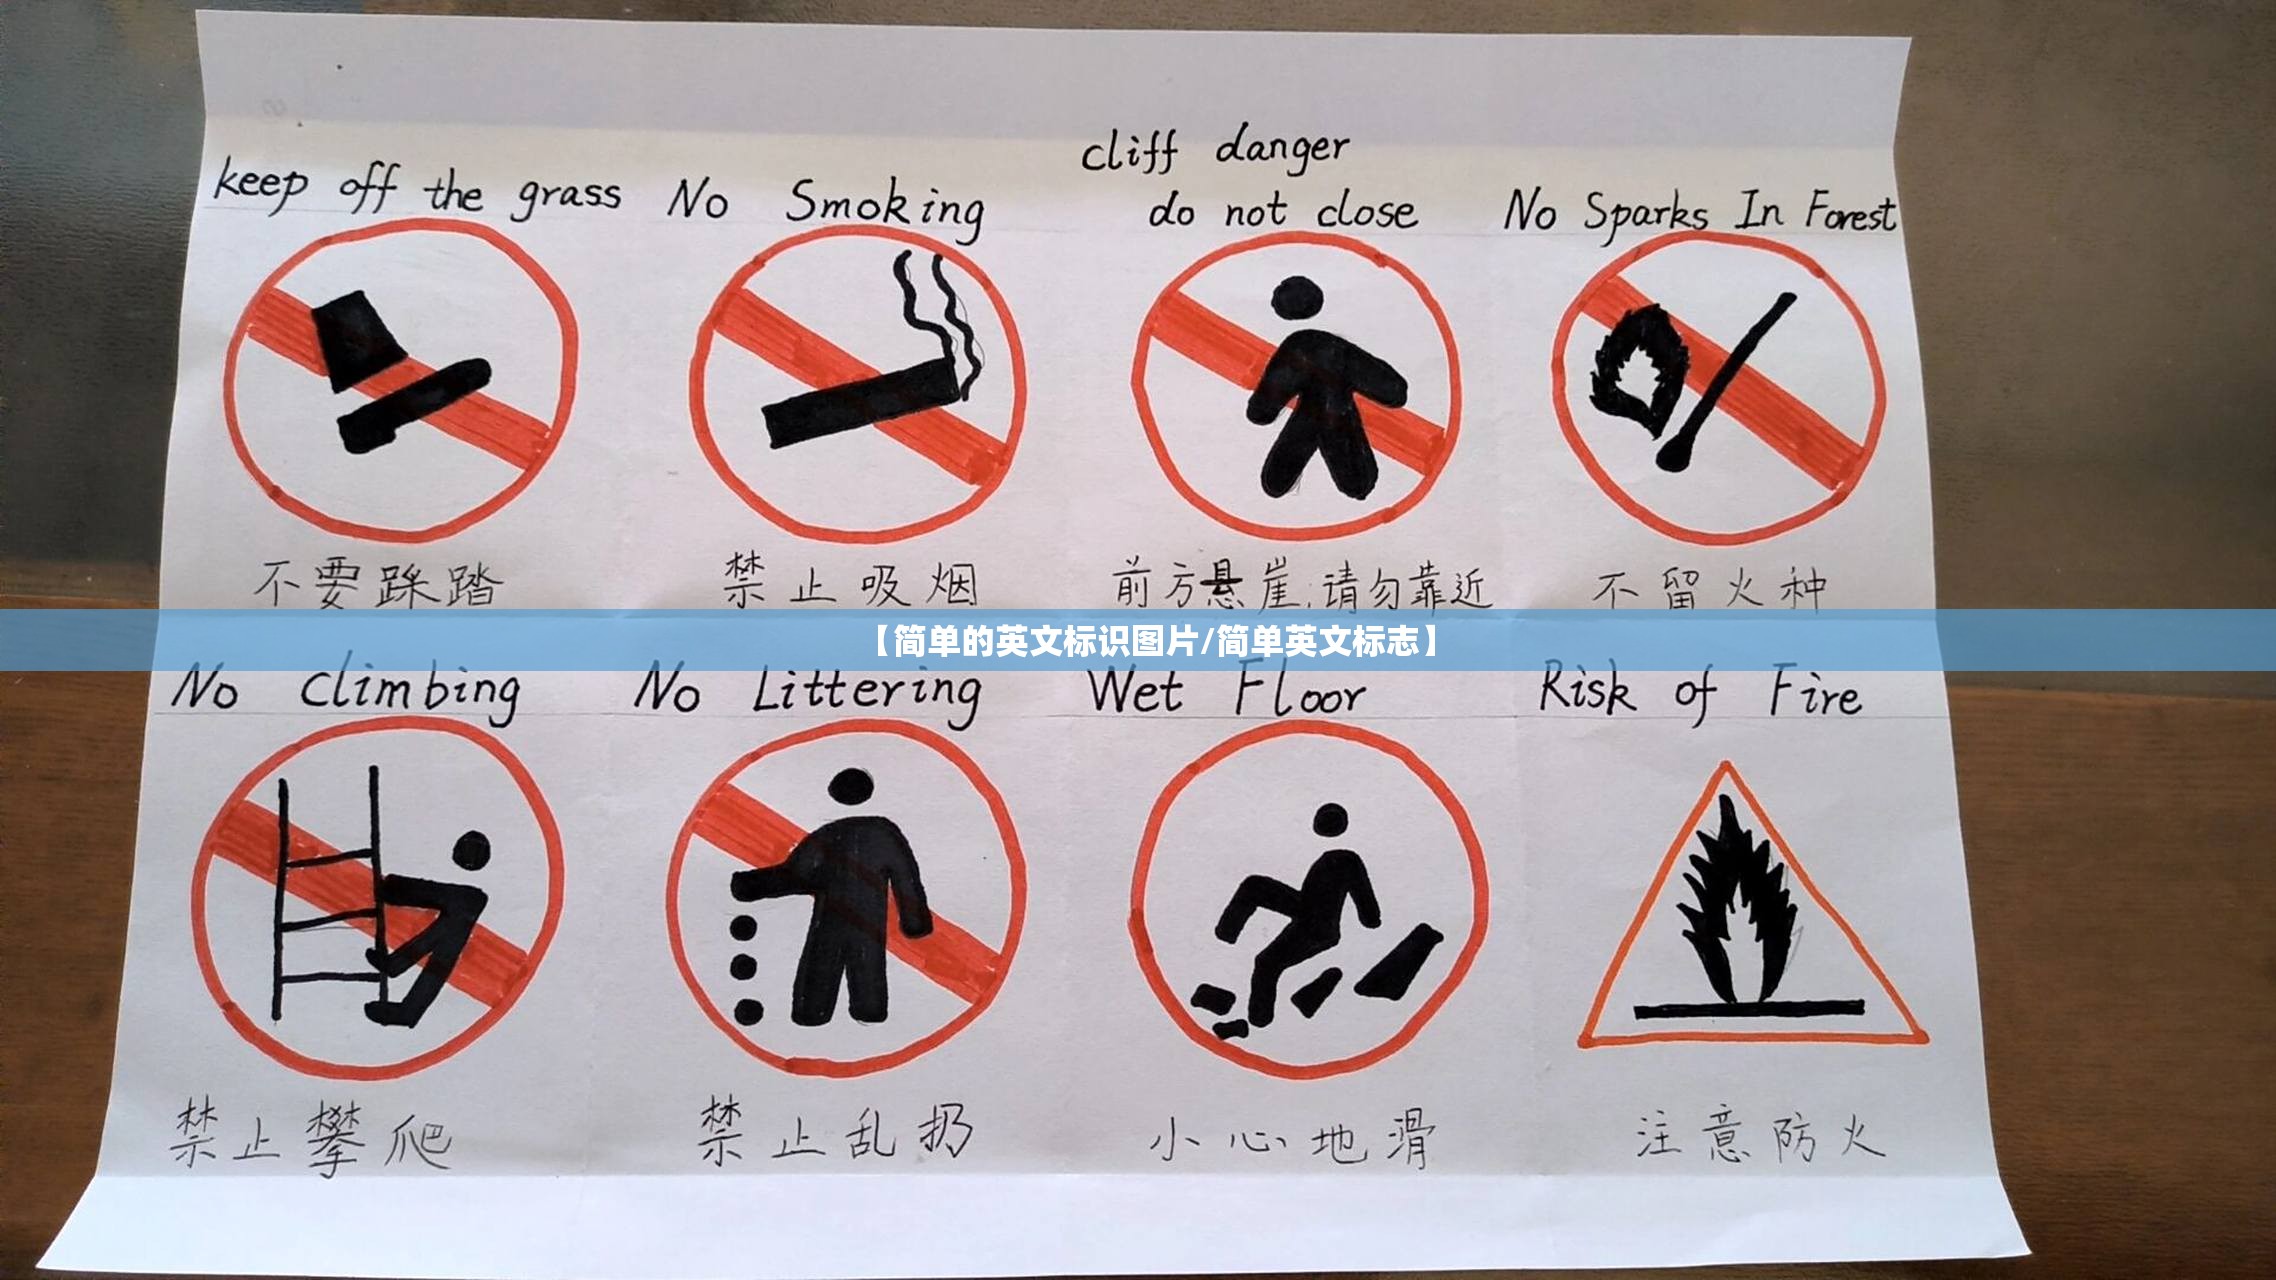 cliff danger
keep off the grass No Smoking do not close No Sparks In Forest
不要踩踏 禁止吸烟 前方悬崖,请勿靠近 不留火种
【简单的英文标识图片/简单英文标志】
No Climbing No Littering Wet Floor Risk of Fire
禁止攀爬 禁止乱扔 小心地滑 注意防火